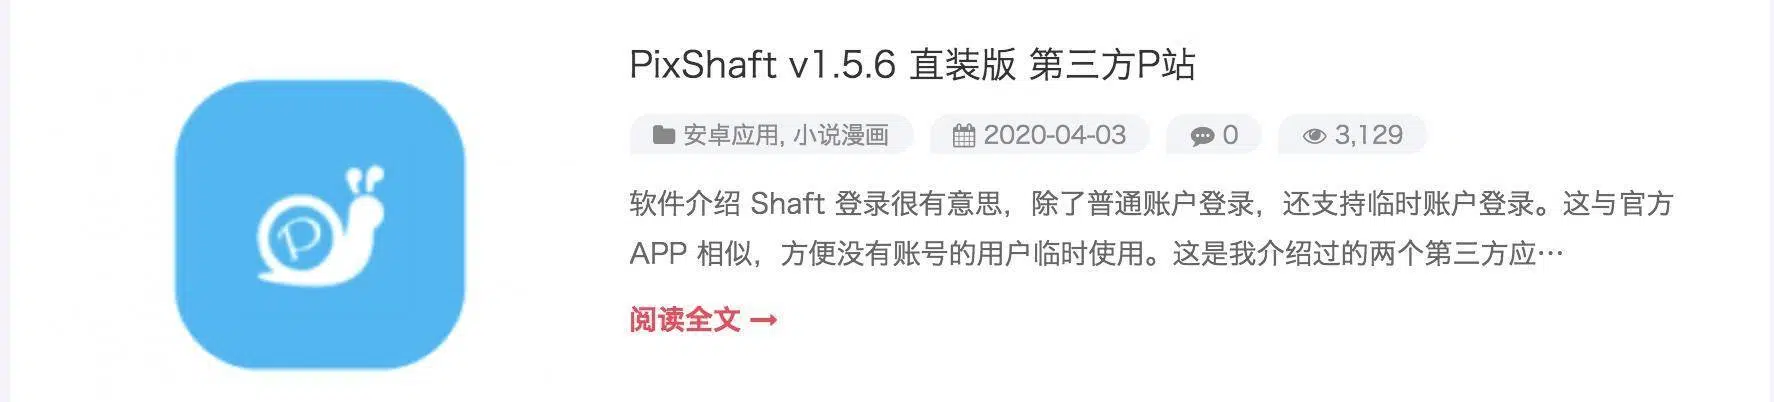 PixShaft v1.5.6 直装版 第三方P站
安卓应用, 小说漫画 2020-04-03 0 3,129
软件介绍 Shaft 登录很有意思，除了普通账户登录，还支持临时账户登录。这与官方
APP 相似，方便没有账号的用户临时使用。这是我介绍过的两个第三方应…
阅读全文 →
P